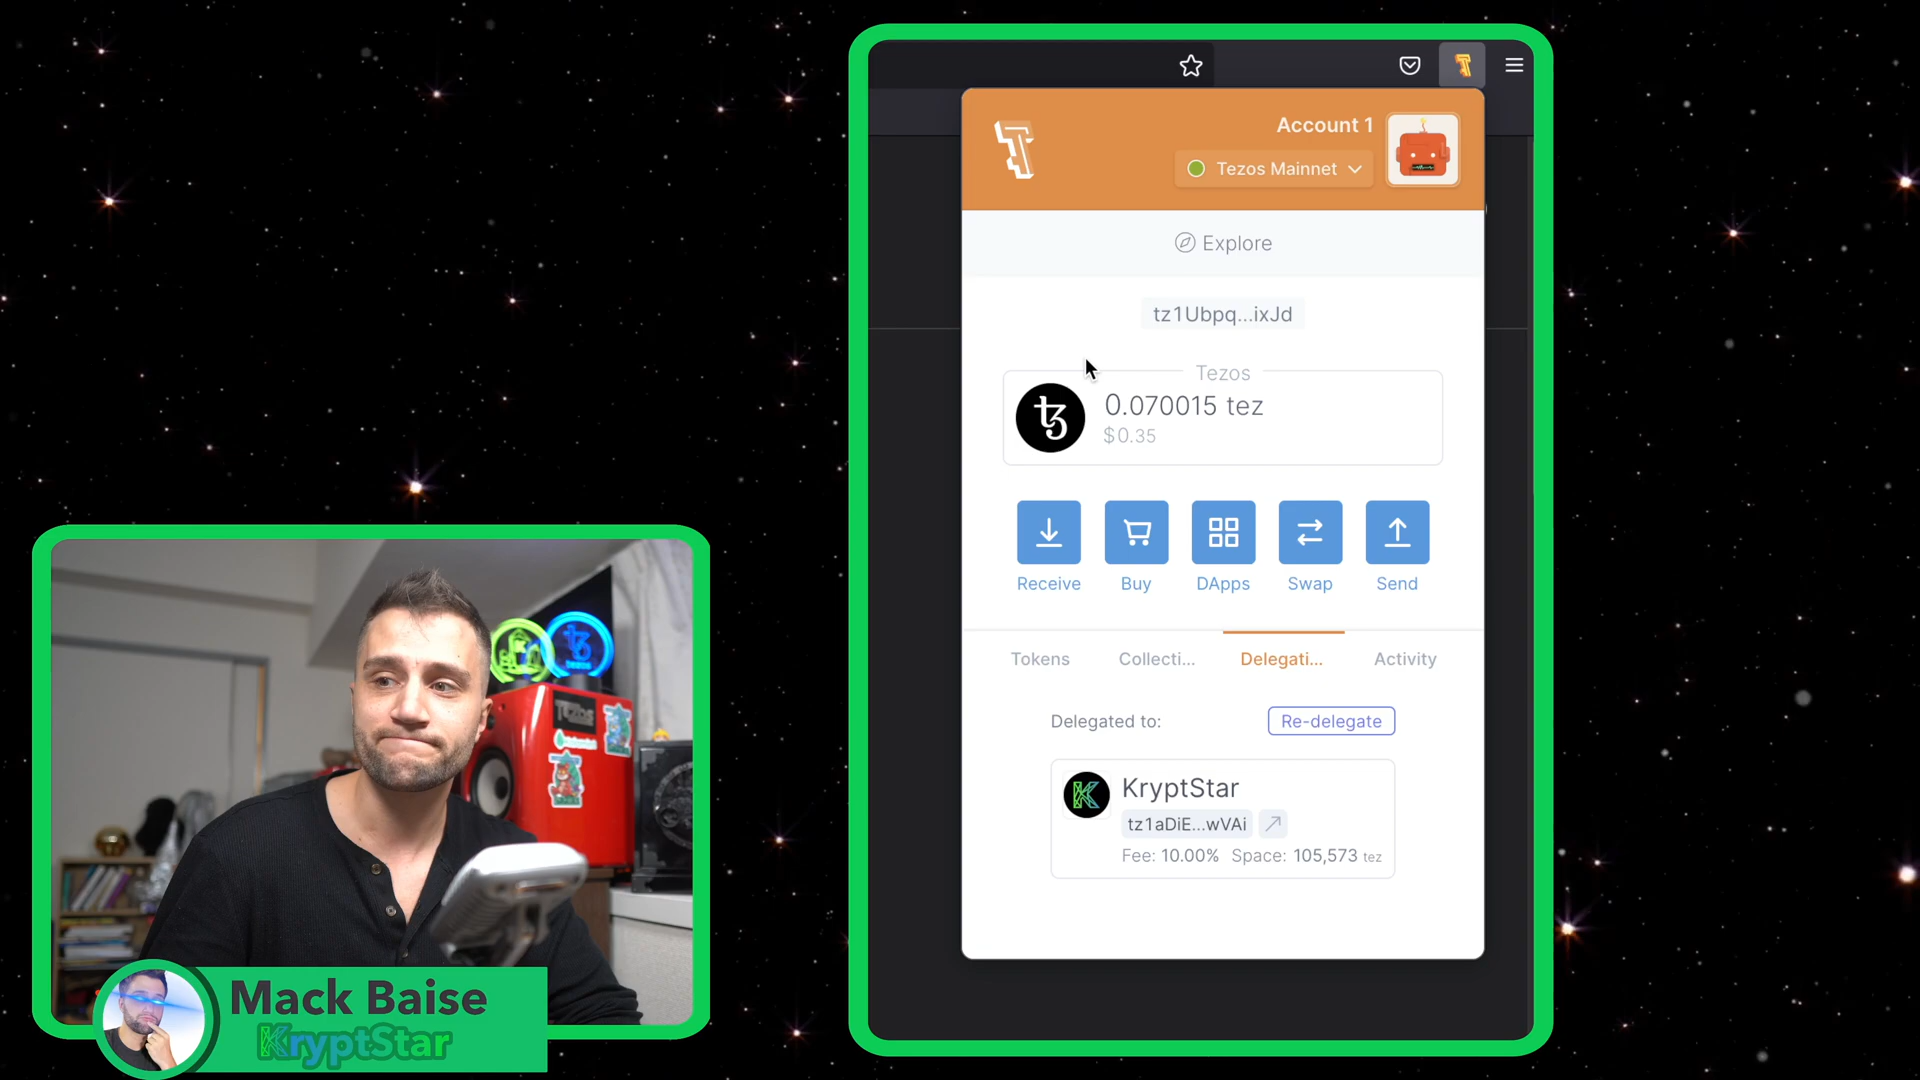 Account 1
Tezos Mainnet
Explore
tz1Ubpq...ixJd
Tezos
0.070015 tez
$0.35
Receive
Buy
DApps
Swap
Send
Tokens
Collecti...
Delegati...
Activity
Delegated to:
Re-delegate
KryptStar
tz1aDiE...wVAi
Fee: 10.00% Space: 105,573 tez
TEZOS
Tezos
Mack Baise
KryptStar